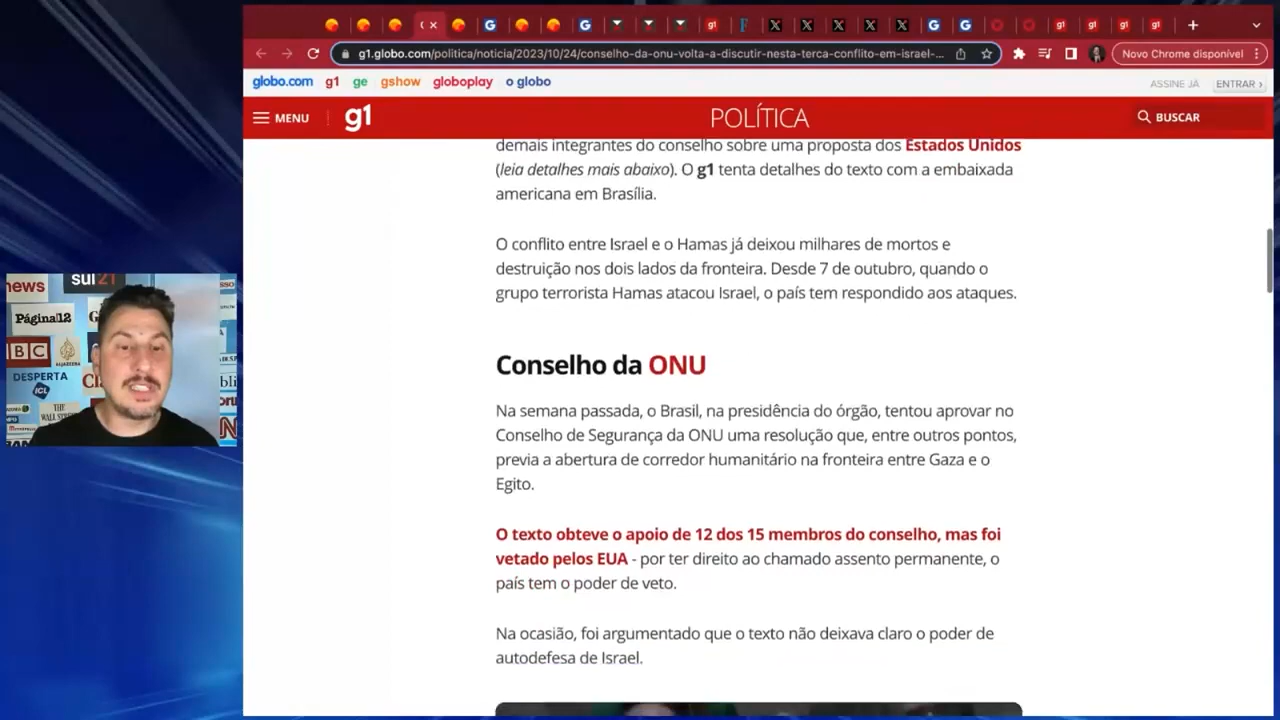 g1.globo.com/politica/noticia/2023/10/24/conselho-da-onu-volta-a-discutir-nesta-terca-conflito-em-israel-...
Novo Chrome disponível
globo.com g1 ge gshow globoplay o globo
ASSINE JÁ ENTRAR
MENU g1 POLÍTICA BUSCAR
demais integrantes do conselho sobre uma proposta dos Estados Unidos
(leia detalhes mais abaixo). O g1 tenta detalhes do texto com a embaixada
americana em Brasília.
O conflito entre Israel e o Hamas já deixou milhares de mortos e
destruição nos dois lados da fronteira. Desde 7 de outubro, quando o
grupo terrorista Hamas atacou Israel, o país tem respondido aos ataques.
Conselho da ONU
Na semana passada, o Brasil, na presidência do órgão, tentou aprovar no
Conselho de Segurança da ONU uma resolução que, entre outros pontos,
previa a abertura de corredor humanitário na fronteira entre Gaza e o
Egito.
O texto obteve o apoio de 12 dos 15 membros do conselho, mas foi
vetado pelos EUA - por ter direito ao chamado assento permanente, o
país tem o poder de veto.
Na ocasião, foi argumentado que o texto não deixava claro o poder de
autodefesa de Israel.
news
sul21
Página12
BBC
ALJAZEERA
DESPERTA
ICL
THE
WALL